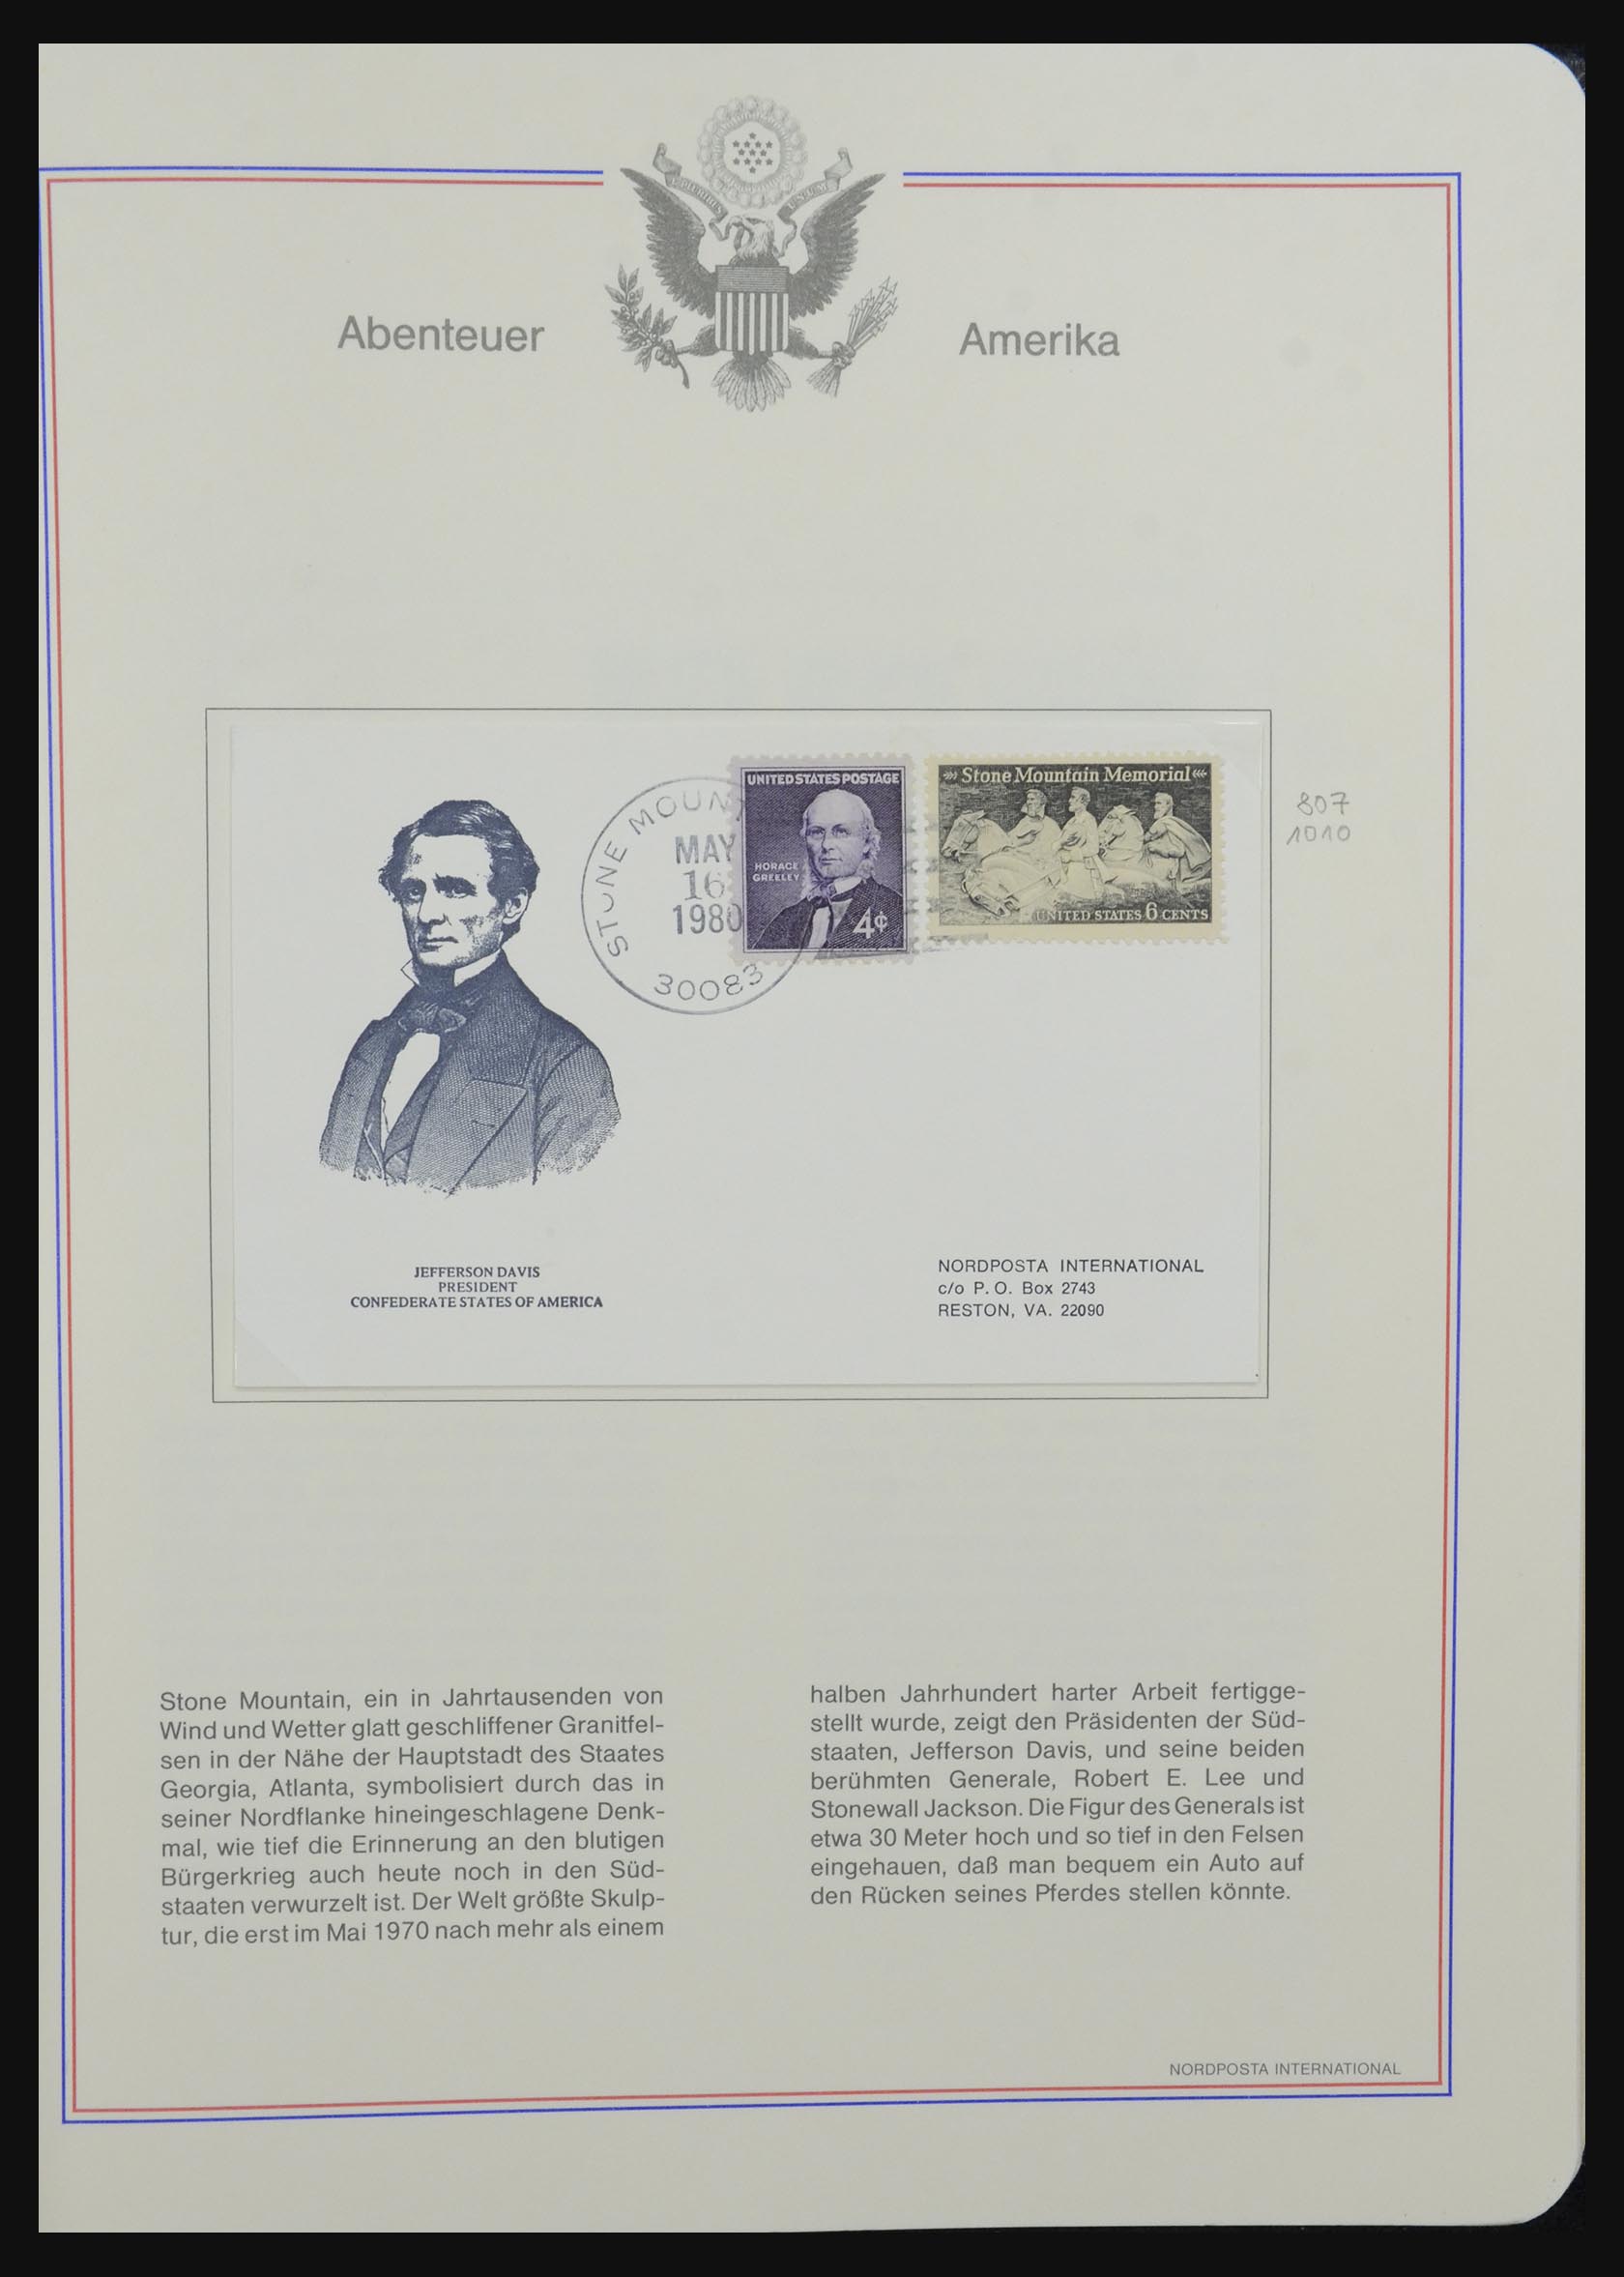 E PLURIBUS UNUM
Abenteuer Amerika
STONE MOUNT
MAY
16
1980
30083
UNITED STATES POSTAGE
HORACE
GREELEY
4¢
Stone Mountain Memorial
UNITED STATES 6 CENTS
807
1010
JEFFERSON DAVIS
PRESIDENT
CONFEDERATE STATES OF AMERICA
NORDPOSTA INTERNATIONAL
c/o P. O. Box 2743
RESTON, VA. 22090
Stone Mountain, ein in Jahrtausenden von
Wind und Wetter glatt geschliffener Granitfel-
sen in der Nähe der Hauptstadt des Staates
Georgia, Atlanta, symbolisiert durch das in
seiner Nordflanke hineingeschlagene Denk-
mal, wie tief die Erinnerung an den blutigen
Bürgerkrieg auch heute noch in den Süd-
staaten verwurzelt ist. Der Welt größte Skulp-
tur, die erst im Mai 1970 nach mehr als einem
halben Jahrhundert harter Arbeit fertigge-
stellt wurde, zeigt den Präsidenten der Süd-
staaten, Jefferson Davis, und seine beiden
berühmten Generale, Robert E. Lee und
Stonewall Jackson. Die Figur des Generals ist
etwa 30 Meter hoch und so tief in den Felsen
eingehauen, daß man bequem ein Auto auf
den Rücken seines Pferdes stellen könnte.
NORDPOSTA INTERNATIONAL